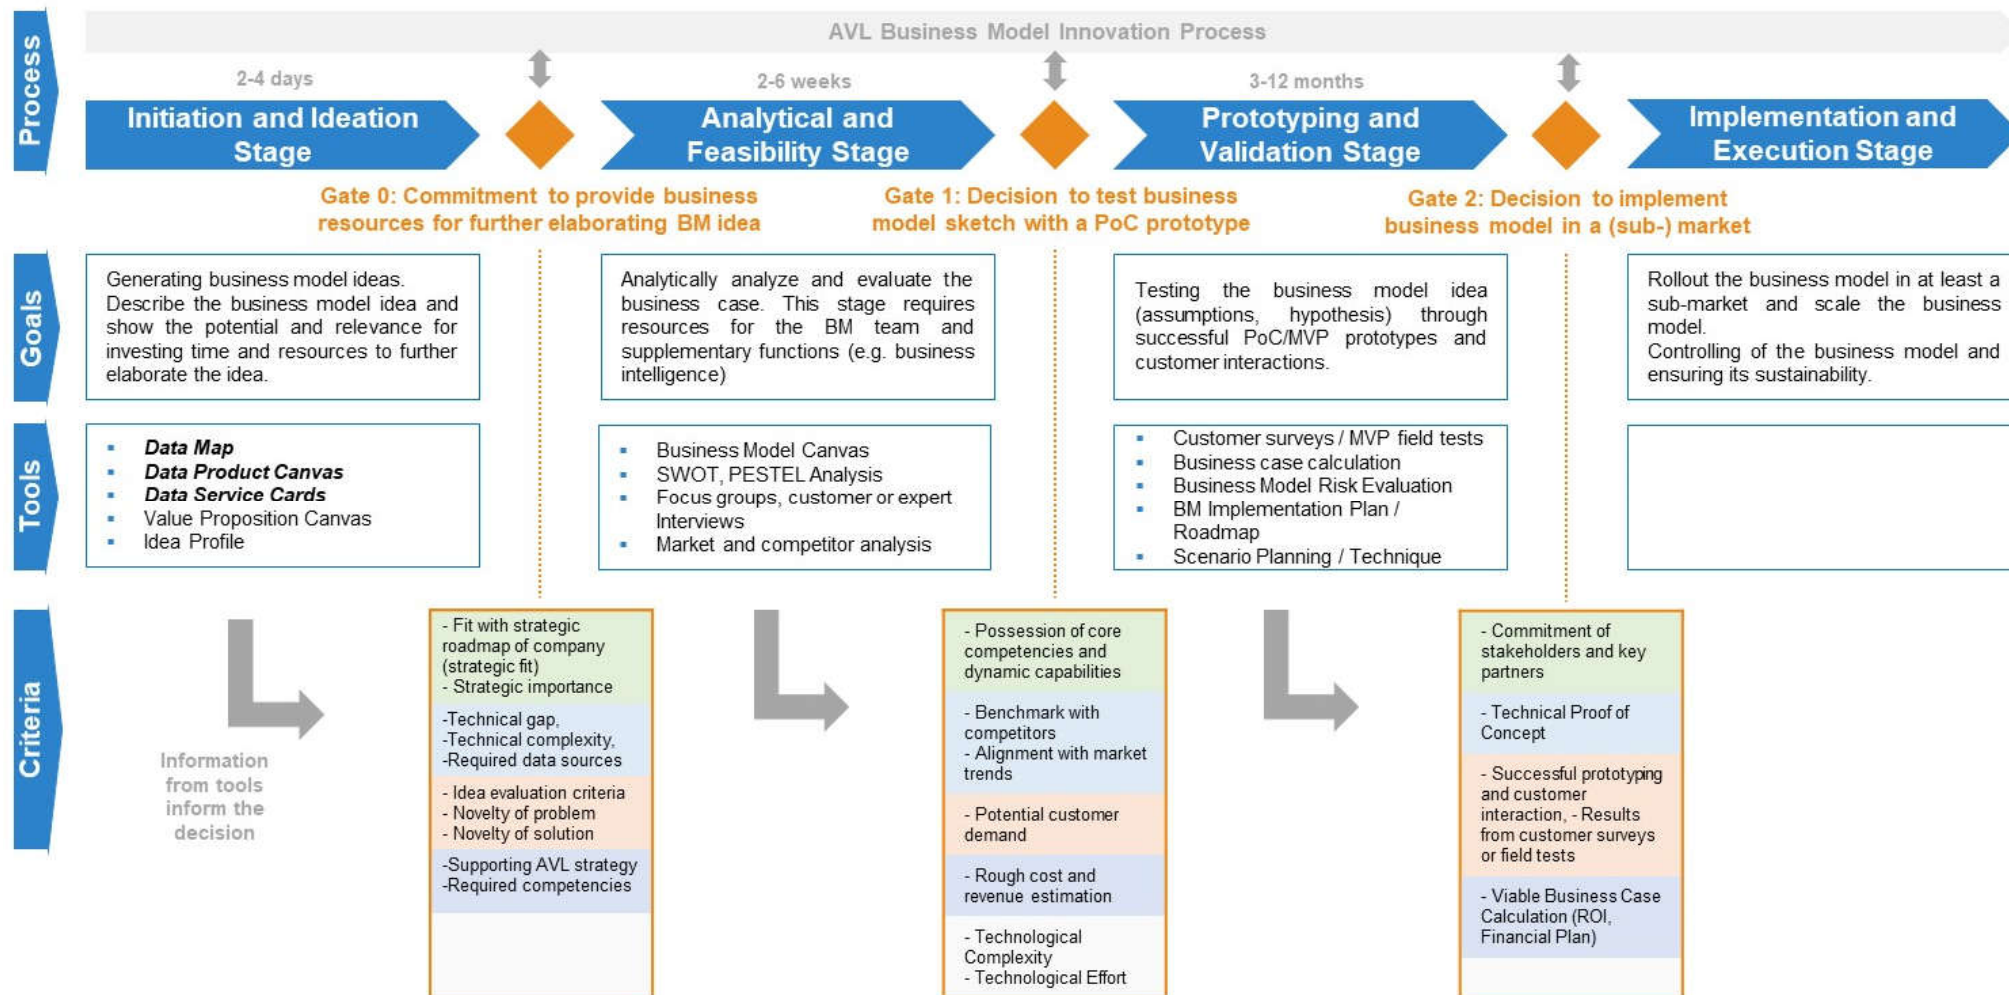 AVL Business Model Innovation Process
Process
2-4 days
2-6 weeks
3-12 months
Initiation and Ideation
Stage
Analytical and
Feasibility Stage
Prototyping and
Validation Stage
Implementation and
Execution Stage
Gate 0: Commitment to provide business
resources for further elaborating BM idea
Gate 1: Decision to test business
model sketch with a PoC prototype
Gate 2: Decision to implement
business model in a (sub-) market
Goals
Generating business model ideas.
Describe the business model idea and
show the potential and relevance for
investing time and resources to further
elaborate the idea.
Analytically analyze and evaluate the
business case. This stage requires
resources for the BM team and
supplementary functions (e.g. business
intelligence)
Testing the business model idea
(assumptions, hypothesis) through
successful PoC/MVP prototypes and
customer interactions.
Rollout the business model in at least a
sub-market and scale the business
model.
Controlling of the business model and
ensuring its sustainability.
Tools
▪ Data Map
▪ Data Product Canvas
▪ Data Service Cards
▪ Value Proposition Canvas
▪ Idea Profile
▪ Business Model Canvas
▪ SWOT, PESTEL Analysis
▪ Focus groups, customer or expert
Interviews
▪ Market and competitor analysis
▪ Customer surveys / MVP field tests
▪ Business case calculation
▪ Business Model Risk Evaluation
▪ BM Implementation Plan /
Roadmap
▪ Scenario Planning / Technique
Criteria
Information
from tools
inform the
decision
- Fit with strategic
roadmap of company
(strategic fit)
- Strategic importance
-Technical gap,
-Technical complexity,
-Required data sources
- Idea evaluation criteria
- Novelty of problem
- Novelty of solution
-Supporting AVL strategy
-Required competencies
- Possession of core
competencies and
dynamic capabilities
- Benchmark with
competitors
- Alignment with market
trends
- Potential customer
demand
- Rough cost and
revenue estimation
- Technological
Complexity
- Technological Effort
- Commitment of
stakeholders and key
partners
- Technical Proof of
Concept
- Successful prototyping
and customer
interaction, - Results
from customer surveys
or field tests
- Viable Business Case
Calculation (ROI,
Financial Plan)